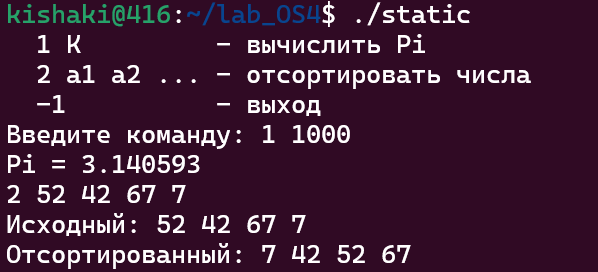 kishaki@416:~/lab_OS4$ ./static
1 K - вычислить Pi
2 a1 a2 ... - отсортировать числа
-1 - выход
Введите команду: 1 1000
Pi = 3.140593
2 52 42 67 7
Исходный: 52 42 67 7
Отсортированный: 7 42 52 67